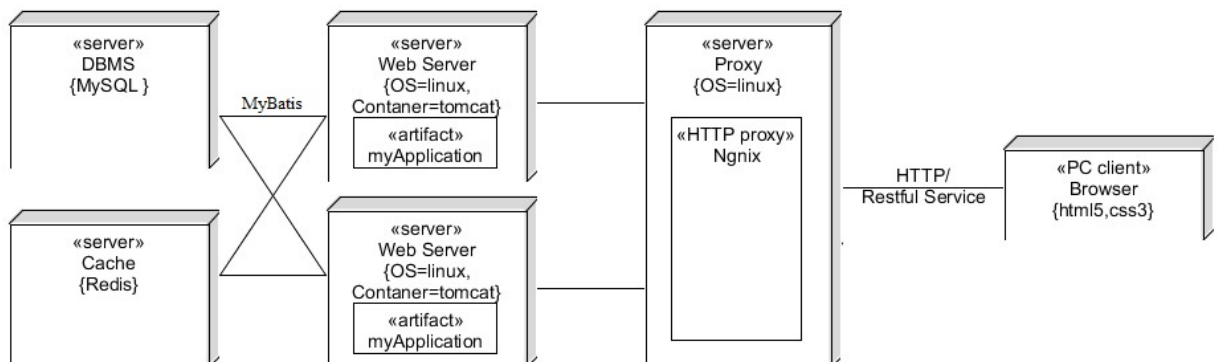 «server»
DBMS
{MySQL }
MyBatis
«server»
Web Server
{OS=linux,
Contaner=tomcat}
«artifact»
myApplication
«server»
Proxy
{OS=linux}
«HTTP proxy»
Ngnix
HTTP/
Restful Service
«PC client»
Browser
{html5,css3}
«server»
Cache
{Redis}
«server»
Web Server
{OS=linux,
Contaner=tomcat}
«artifact»
myApplication